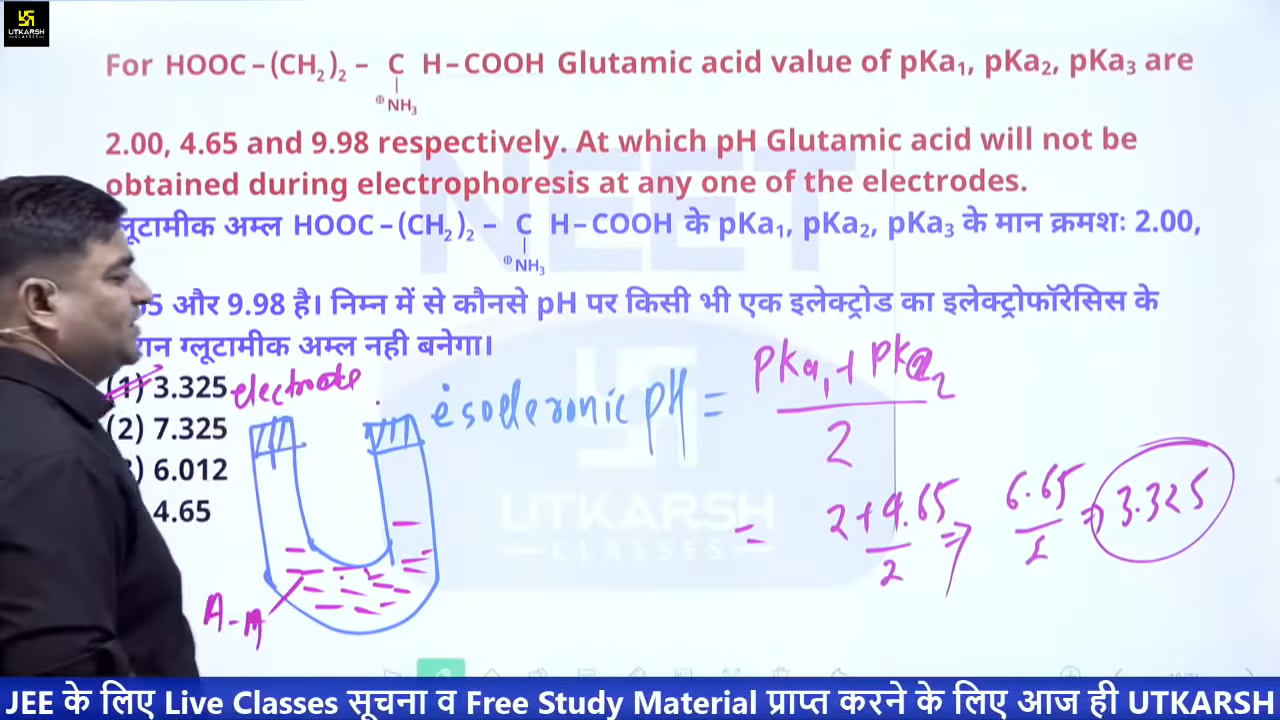 UTKARSH
CLASSES
For HOOC-(CH₂)₂ - C H-COOH Glutamic acid value of pKa₁, pKa₂, pKa₃ are
⊕NH₃
2.00, 4.65 and 9.98 respectively. At which pH Glutamic acid will not be
obtained during electrophoresis at any one of the electrodes.
लूटामीक अम्ल HOOC-(CH₂)₂ - C H-COOH के pKa₁, pKa₂, pKa₃ के मान क्रमशः 2.00,
⊕NH₃
5 और 9.98 है। निम्न में से कौनसे pH पर किसी भी एक इलेक्ट्रोड का इलेक्ट्रोफॉरेसिस के
ग्लूटामीक अम्ल नही बनेगा।
(1) 3.325 electrode
(2) 7.325
) 6.012
4.65
isoelectronic pH = pKa₁ + pKa₂
2
= 2+4.65 ⇒ 6.65 ⇒ 3.325
2 2
A-A
NEET
UTKARSH
CLASSES
JEE के लिए Live Classes सूचना व Free Study Material प्राप्त करने के लिए आज ही UTKARSH